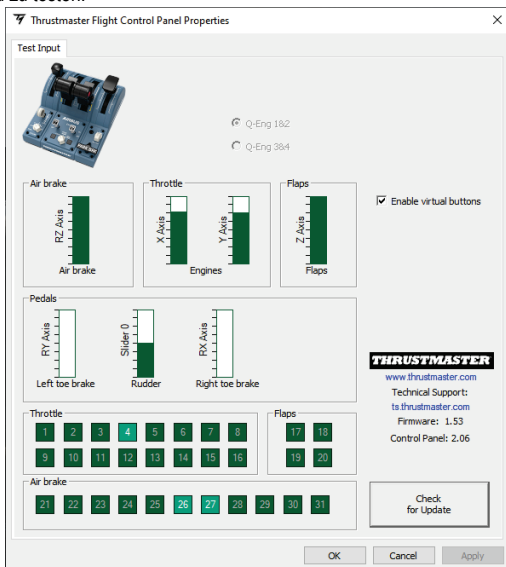 Thrustmaster Flight Control Panel Properties
Test Input
AIRBUS
Q-Eng 1&2
Q-Eng 3&4
Air brake
Throttle
Flaps
Enable virtual buttons
RZ Axis
X Axis
Y Axis
Z Axis
Air brake
Engines
Flaps
Pedals
RY Axis
Slider 0
RX Axis
Left toe brake
Rudder
Right toe brake
THRUSTMASTER
www.thrustmaster.com
Technical Support:
ts.thrustmaster.com
Firmware: 1.53
Control Panel: 2.06
Throttle
Flaps
1 2 3 4 5 6 7 8 17 18
9 10 11 12 13 14 15 16 19 20
Air brake
21 22 23 24 25 26 27 28 29 30 31
Check
for Update
OK Cancel Apply